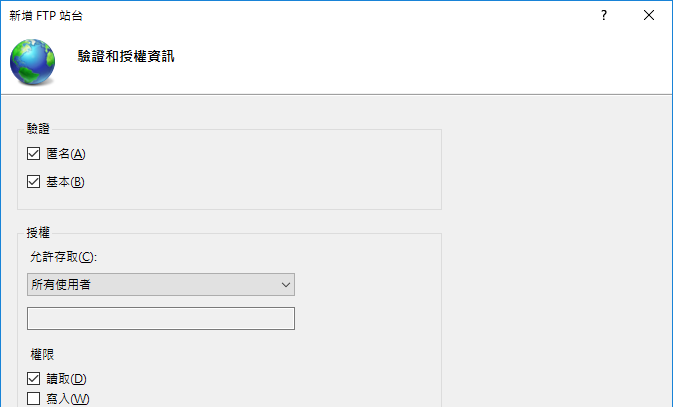 新增 FTP 站台
?
驗證和授權資訊
驗證
匿名(A)
基本(B)
授權
允許存取(C):
所有使用者
權限
讀取(D)
寫入(W)